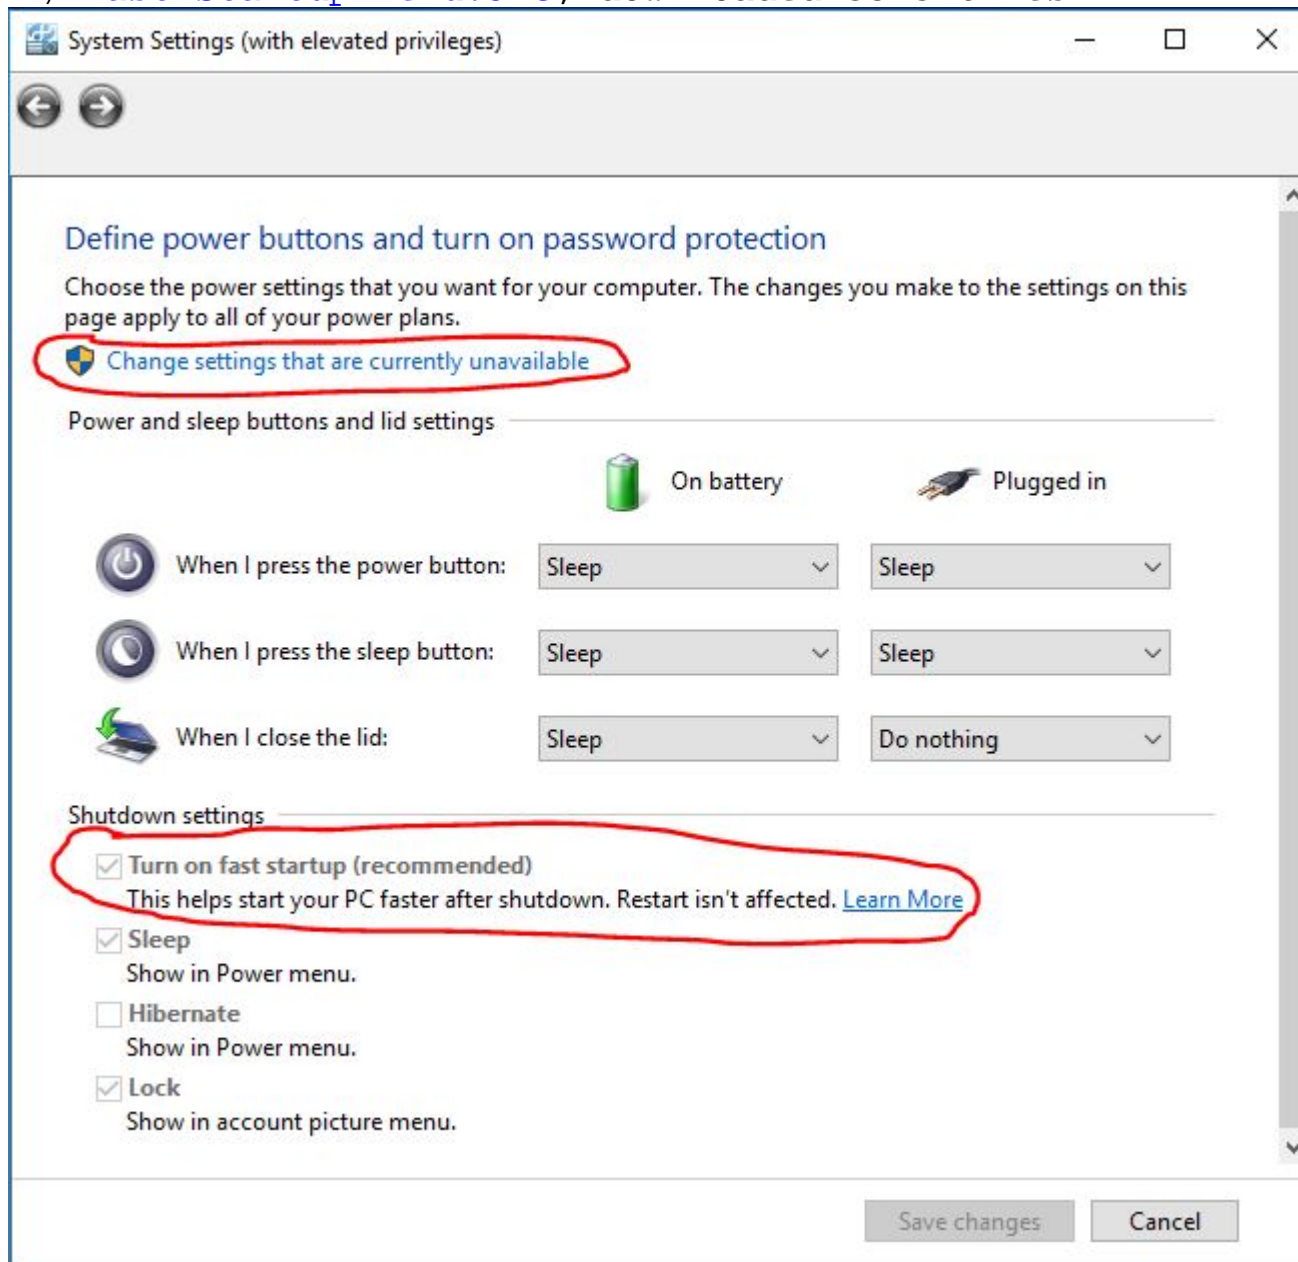 System Settings (with elevated privileges)
Define power buttons and turn on password protection
Choose the power settings that you want for your computer. The changes you make to the settings on this
page apply to all of your power plans.
Change settings that are currently unavailable
Power and sleep buttons and lid settings
On battery Plugged in
When I press the power button: Sleep Sleep
When I press the sleep button: Sleep Sleep
When I close the lid: Sleep Do nothing
Shutdown settings
Turn on fast startup (recommended)
This helps start your PC faster after shutdown. Restart isn't affected. Learn More
Sleep
Show in Power menu.
Hibernate
Show in Power menu.
Lock
Show in account picture menu.
Save changes Cancel